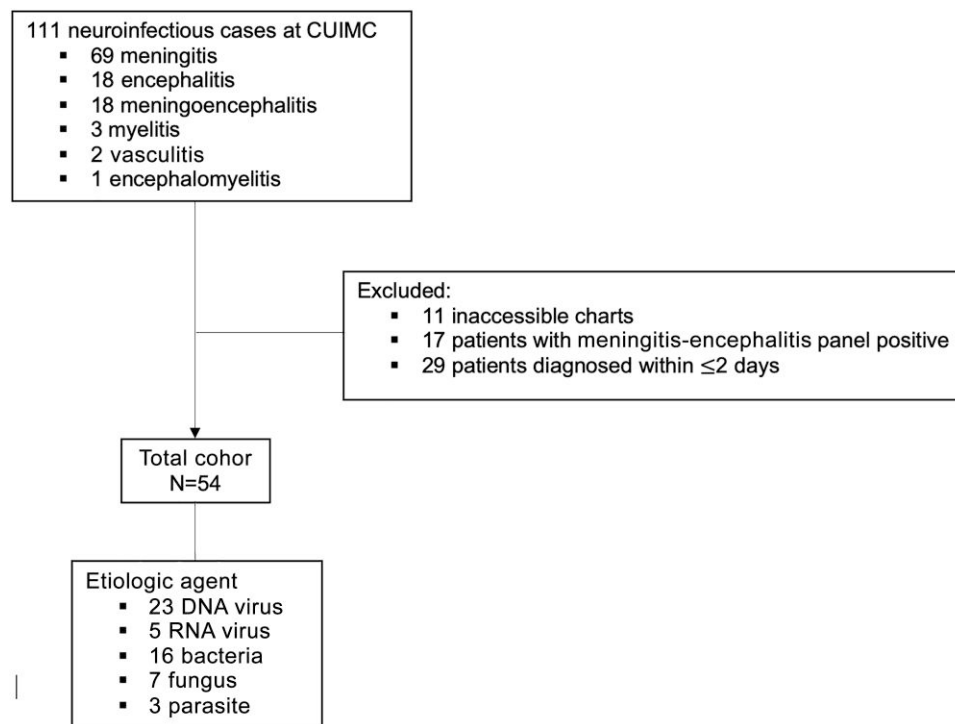 111 neuroinfectious cases at CUIMC
▪ 69 meningitis
▪ 18 encephalitis
▪ 18 meningoencephalitis
▪ 3 myelitis
▪ 2 vasculitis
▪ 1 encephalomyelitis
Excluded:
▪ 11 inaccessible charts
▪ 17 patients with meningitis-encephalitis panel positive
▪ 29 patients diagnosed within ≤2 days
Total cohor
N=54
Etiologic agent
▪ 23 DNA virus
▪ 5 RNA virus
▪ 16 bacteria
▪ 7 fungus
▪ 3 parasite